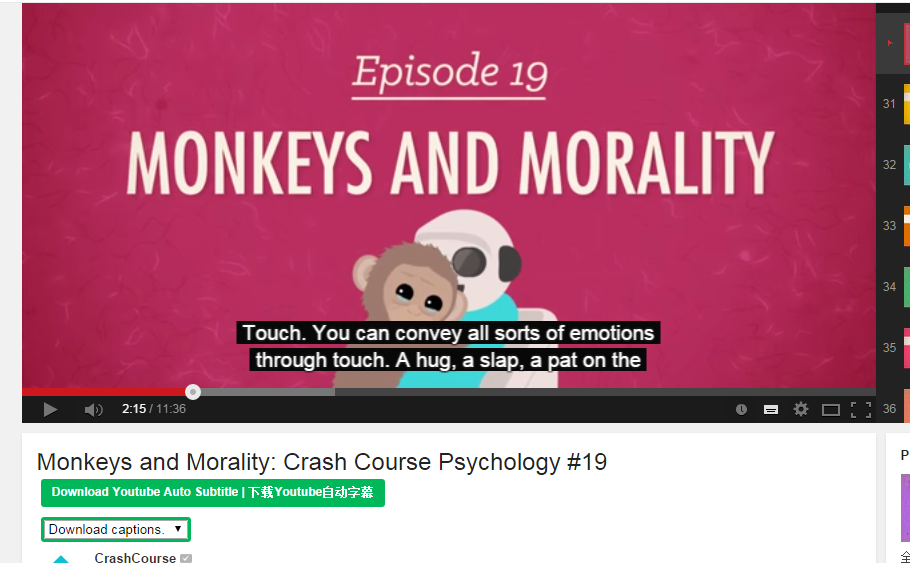 Episode 19
MONKEYS AND MORALITY
Touch. You can convey all sorts of emotions
through touch. A hug, a slap, a pat on the
2:15 / 11:36
31
32
33
34
35
36
Monkeys and Morality: Crash Course Psychology #19
Download Youtube Auto Subtitle | 下载Youtube自动字幕
Download captions.
CrashCourse
P
全